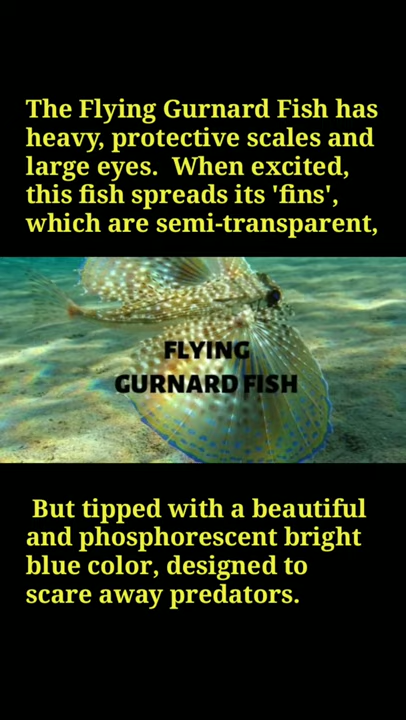 The Flying Gurnard Fish has
heavy, protective scales and
large eyes.  When excited,
this fish spreads its 'fins',
which are semi-transparent,
FLYING
GURNARD FISH
But tipped with a beautiful
and phosphorescent bright
blue color, designed to
scare away predators.